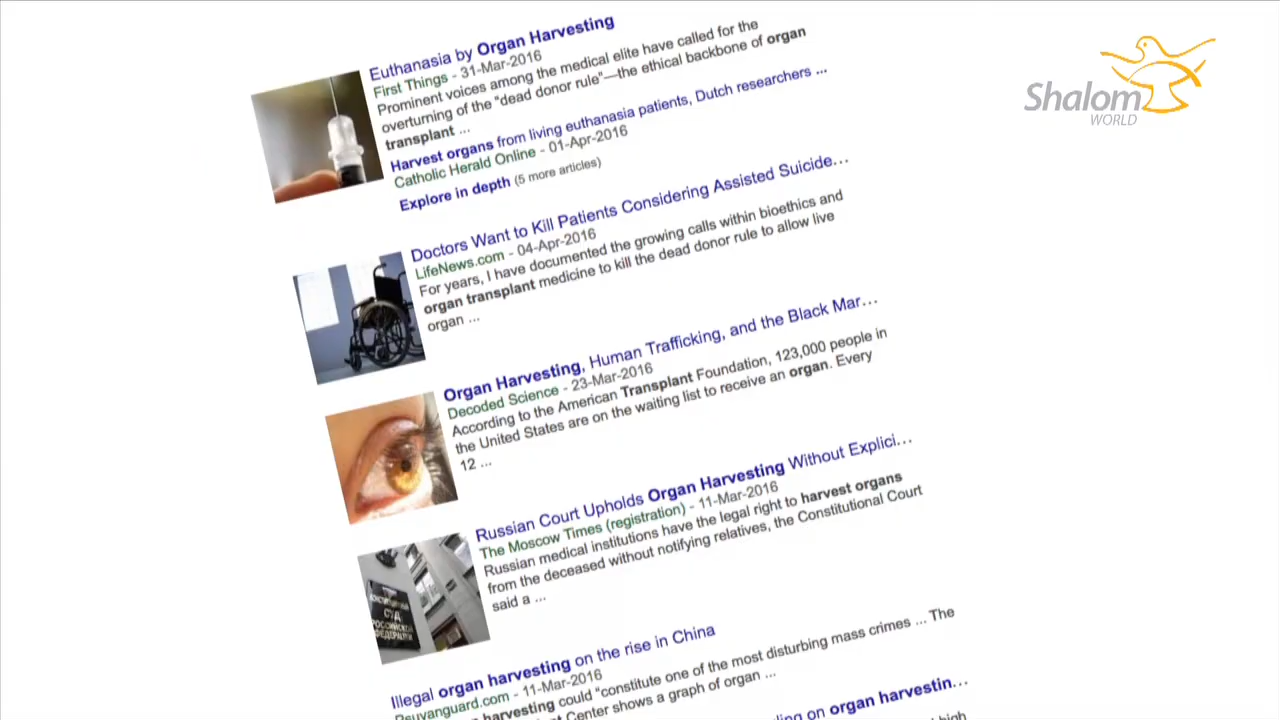 Shalom
WORLD
Euthanasia by Organ Harvesting
First Things - 31-Mar-2016
Prominent voices among the medical elite have called for the
overturning of the "dead donor rule"—the ethical backbone of organ
transplant ...
Harvest organs from living euthanasia patients, Dutch researchers ...
Catholic Herald Online - 01-Apr-2016
Explore in depth (5 more articles)
Doctors Want to Kill Patients Considering Assisted Suicide...
LifeNews.com - 04-Apr-2016
For years, I have documented the growing calls within bioethics and
organ transplant medicine to kill the dead donor rule to allow live
organ ...
Organ Harvesting, Human Trafficking, and the Black Mar...
Decoded Science - 23-Mar-2016
According to the American Transplant Foundation, 123,000 people in
the United States are on the waiting list to receive an organ. Every
12 ...
Russian Court Upholds Organ Harvesting Without Explici...
The Moscow Times (registration) - 11-Mar-2016
Russian medical institutions have the legal right to harvest organs
from the deceased without notifying relatives, the Constitutional Court
said a ...
СУД
РОССИЙСКОЙ
ФЕДЕРАЦИИ
Illegal organ harvesting on the rise in China
Psuvanguard.com - 11-Mar-2016
harvesting could "constitute one of the most disturbing mass crimes ... The
Center shows a graph of organ ...
on organ harvestin...
high